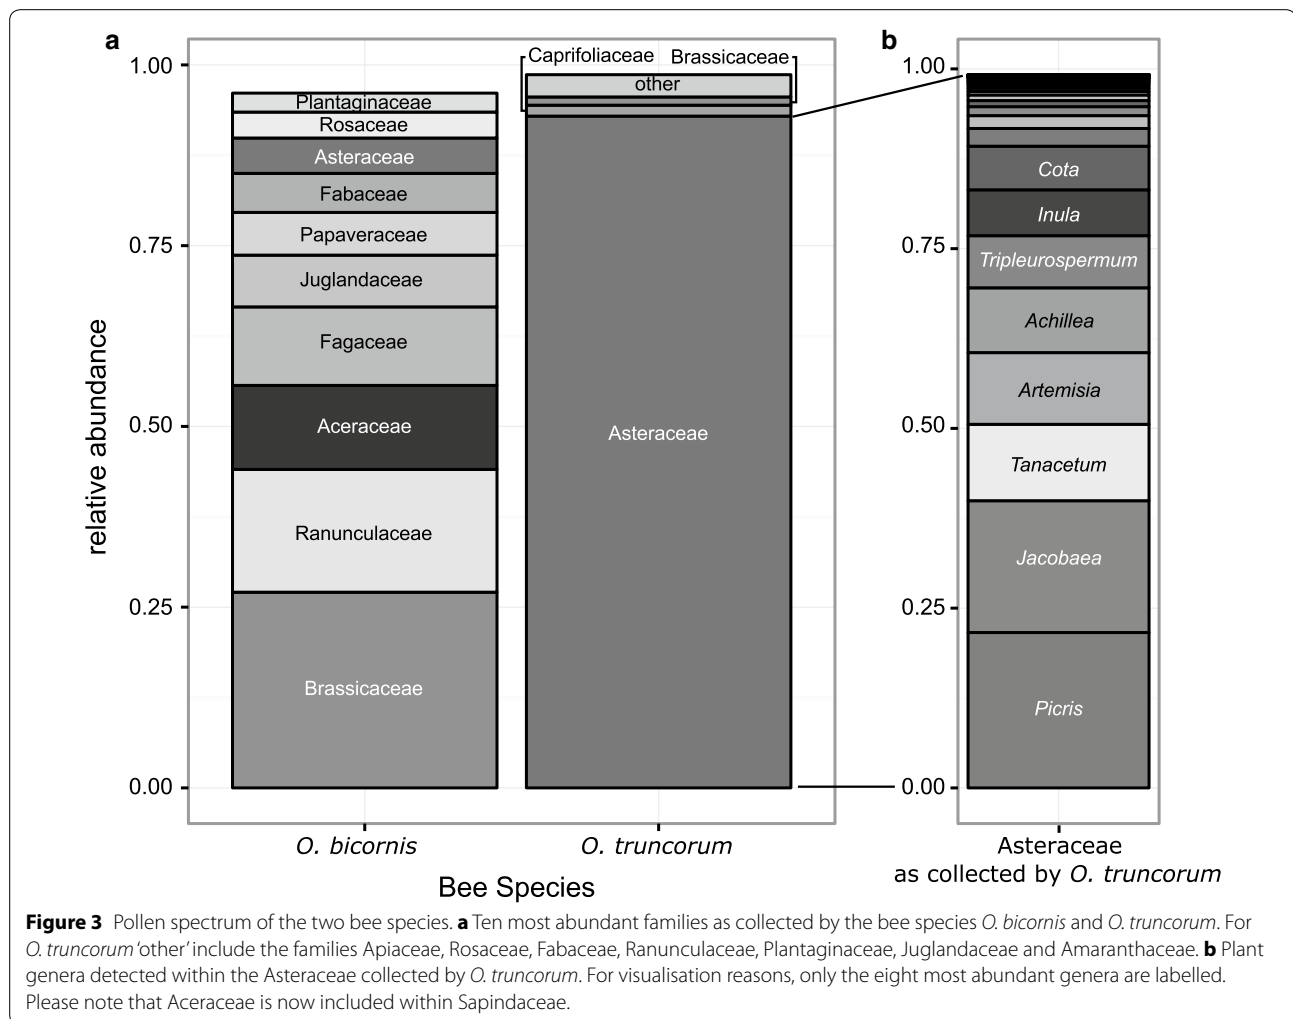 a
b
relative abundance
1.00
0.75
0.50
0.25
0.00
Plantaginaceae
Rosaceae
Asteraceae
Fabaceae
Papaveraceae
Juglandaceae
Fagaceae
Aceraceae
Ranunculaceae
Brassicaceae
Caprifoliaceae Brassicaceae
other
Asteraceae
O. bicornis
O. truncorum
Bee Species
1.00
0.75
0.50
0.25
0.00
Cota
Inula
Tripleurospermum
Achillea
Artemisia
Tanacetum
Jacobaea
Picris
Asteraceae
as collected by O. truncorum
Figure 3 Pollen spectrum of the two bee species. a Ten most abundant families as collected by the bee species O. bicornis and O. truncorum. For
O. truncorum 'other' include the families Apiaceae, Rosaceae, Fabaceae, Ranunculaceae, Plantaginaceae, Juglandaceae and Amaranthaceae. b Plant
genera detected within the Asteraceae collected by O. truncorum. For visualisation reasons, only the eight most abundant genera are labelled.
Please note that Aceraceae is now included within Sapindaceae.